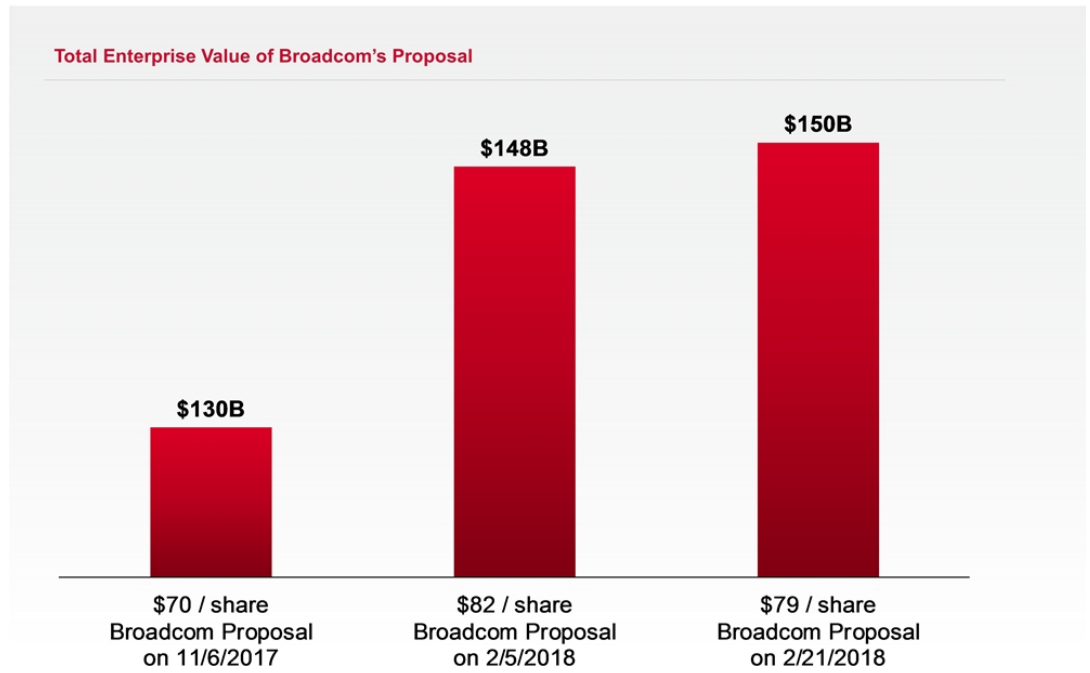 Total Enterprise Value of Broadcom's Proposal
$130B
$148B
$150B
$70 / share
Broadcom Proposal
on 11/6/2017
$82 / share
Broadcom Proposal
on 2/5/2018
$79 / share
Broadcom Proposal
on 2/21/2018